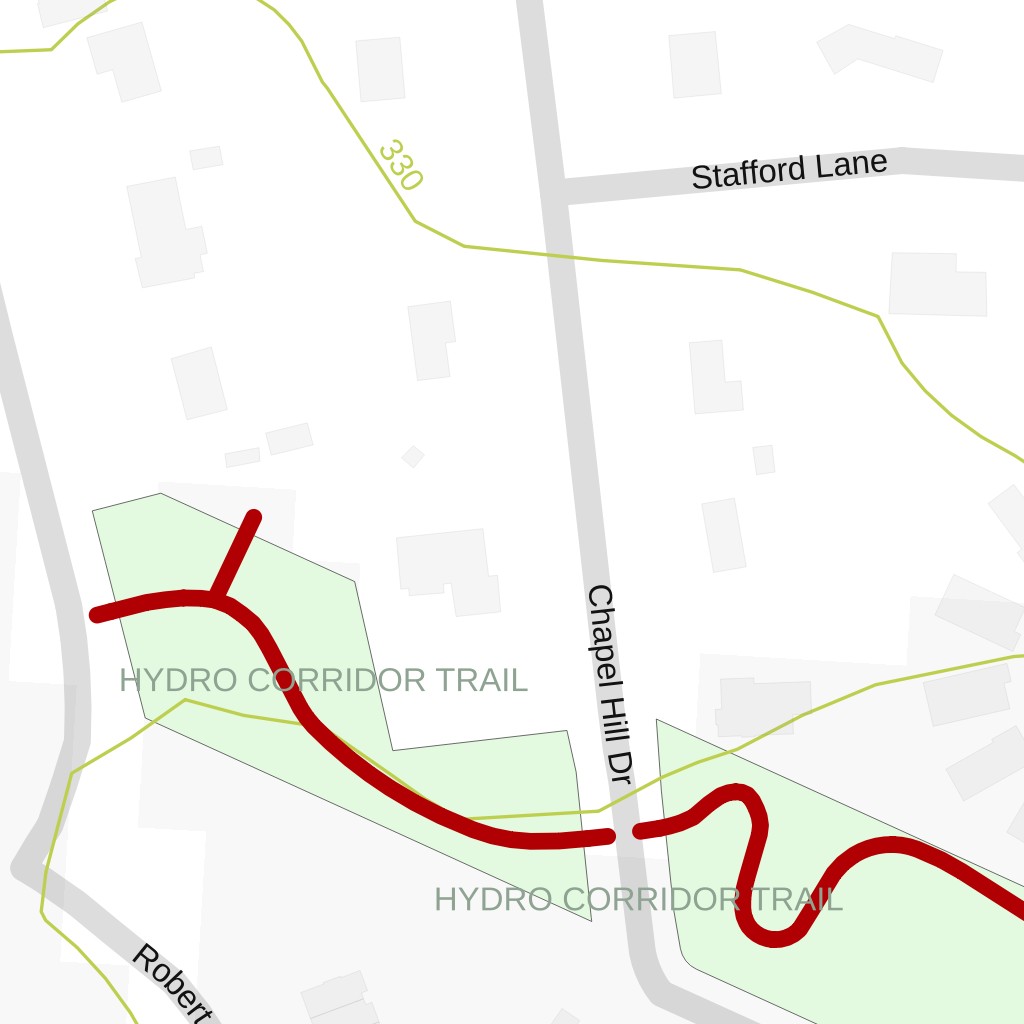 330
Stafford Lane
Chapel Hill Dr
HYDRO CORRIDOR TRAIL
HYDRO CORRIDOR TRAIL
Robert